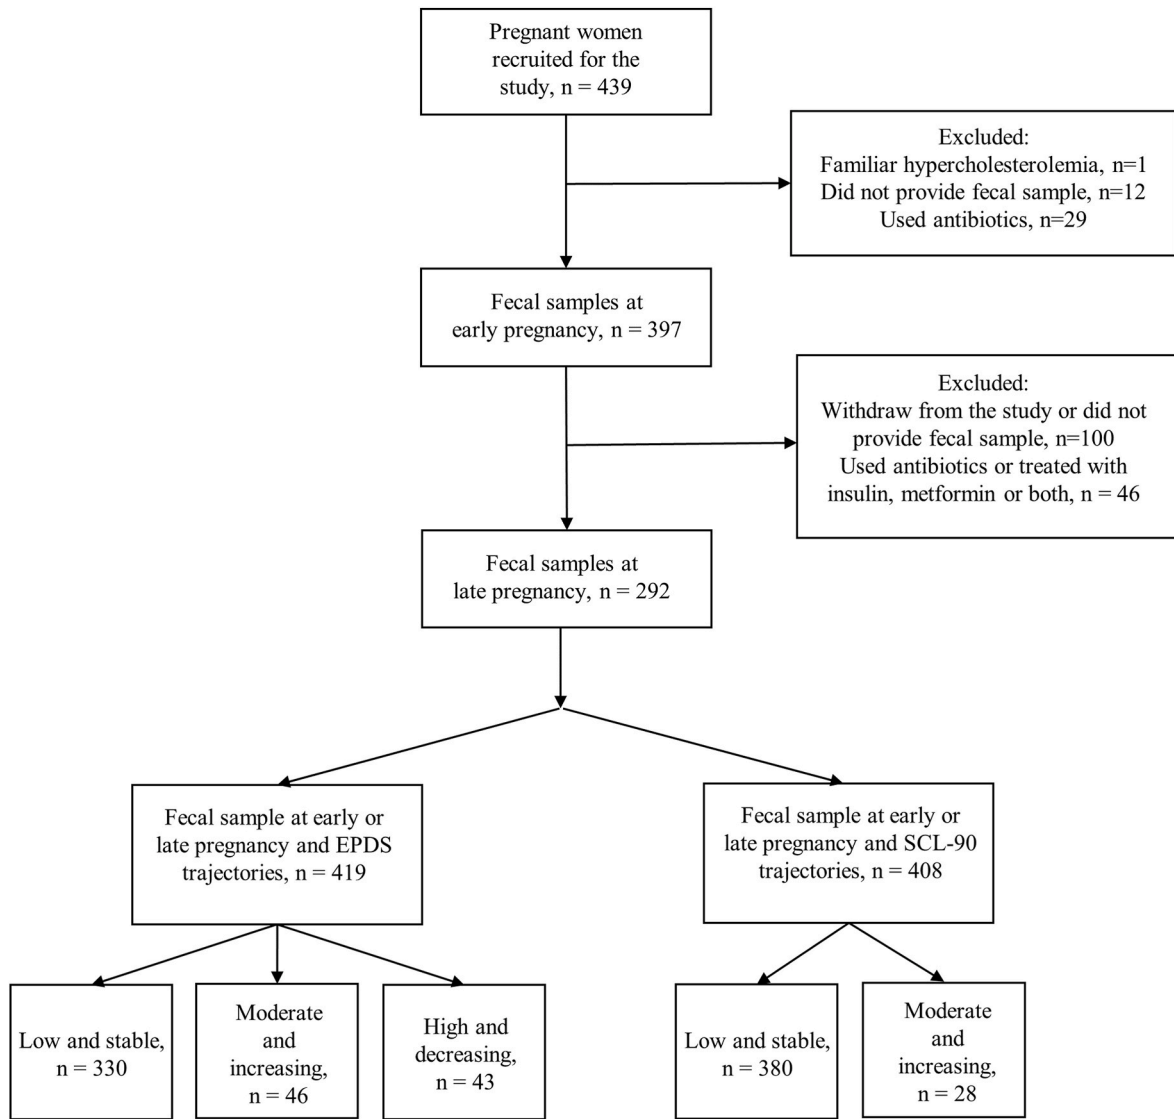 Pregnant women
recruited for the
study, n = 439
Excluded:
Familiar hypercholesterolemia, n=1
Did not provide fecal sample, n=12
Used antibiotics, n=29
Fecal samples at
early pregnancy, n = 397
Excluded:
Withdraw from the study or did not
provide fecal sample, n=100
Used antibiotics or treated with
insulin, metformin or both, n = 46
Fecal samples at
late pregnancy, n = 292
Fecal sample at early or
late pregnancy and EPDS
trajectories, n = 419
Fecal sample at early or
late pregnancy and SCL-90
trajectories, n = 408
Low and stable,
n = 330
Moderate
and
increasing,
n = 46
High and
decreasing,
n = 43
Low and stable,
n = 380
Moderate
and
increasing,
n = 28